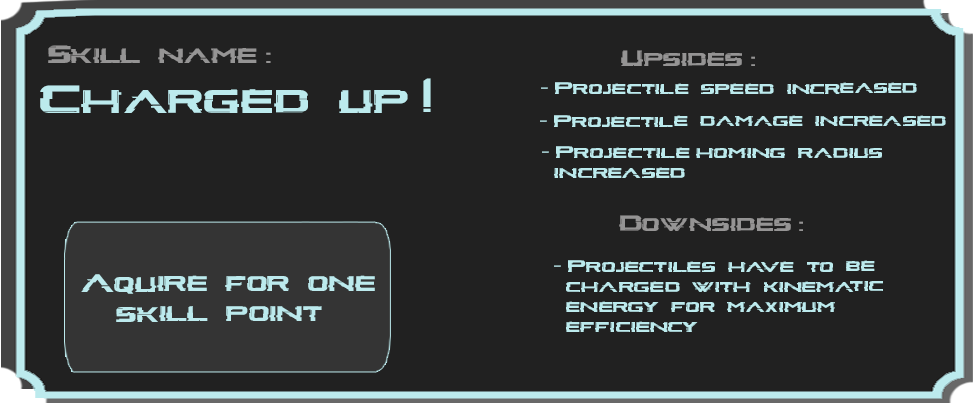 Skill name:
Charged up!
Aquire for one
skill point
Upsides:
- Projectile speed increased
- Projectile damage increased
- Projectile homing radius
increased
Downsides:
- Projectiles have to be
charged with kinematic
energy for maximum
efficiency